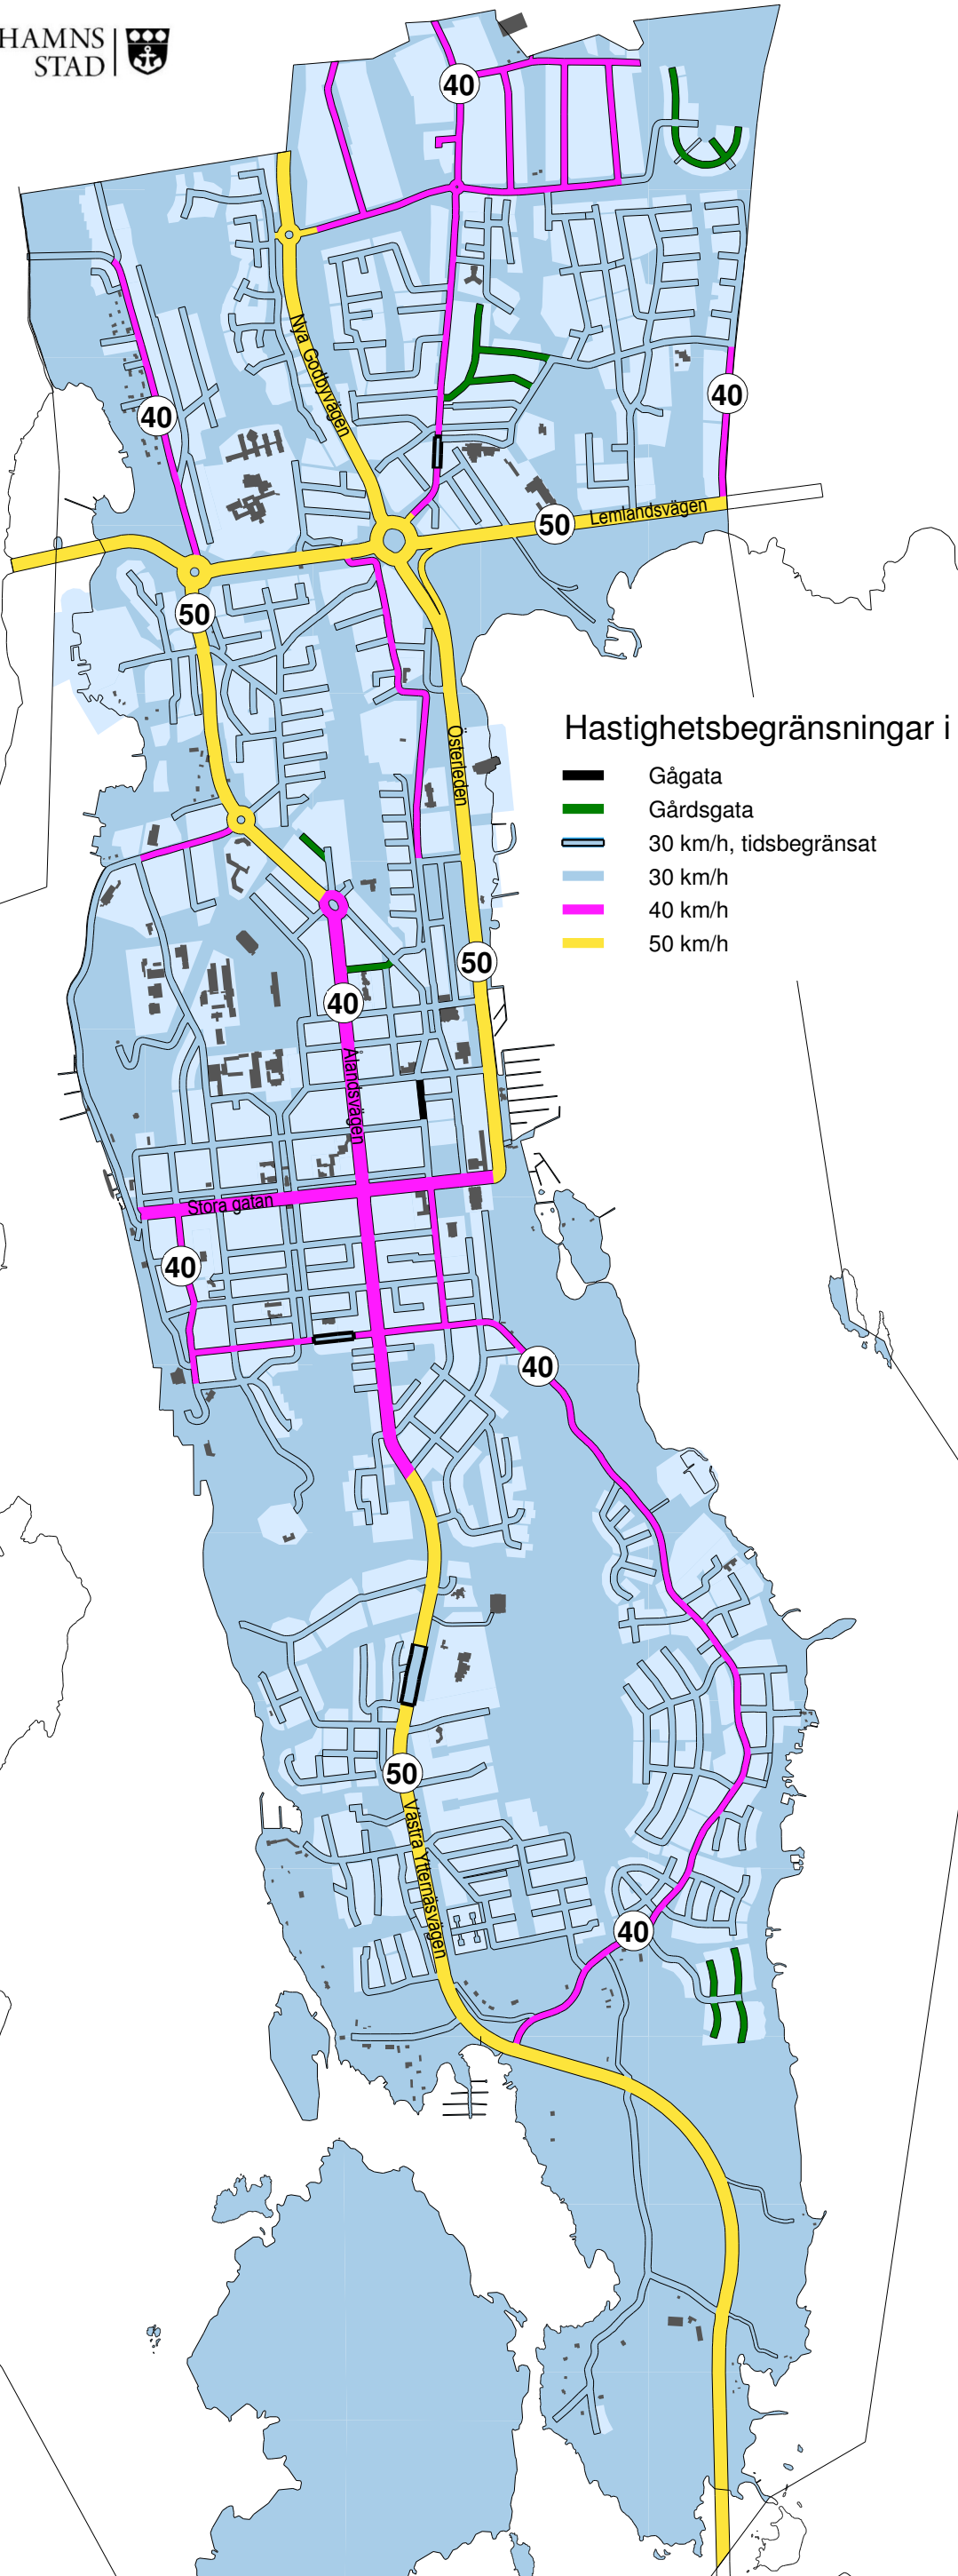 HAMNS
STAD
40
Nya Godbyvägen
40
40
50
Lemlandsvägen
50
Hastighetsbegränsningar i
Gågata
Gårdsgata
30 km/h, tidsbegränsat
30 km/h
40 km/h
50 km/h
Österleden
50
40
Ålandsvägen
Stora gatan
40
40
50
Västra Ytternäsvägen
40